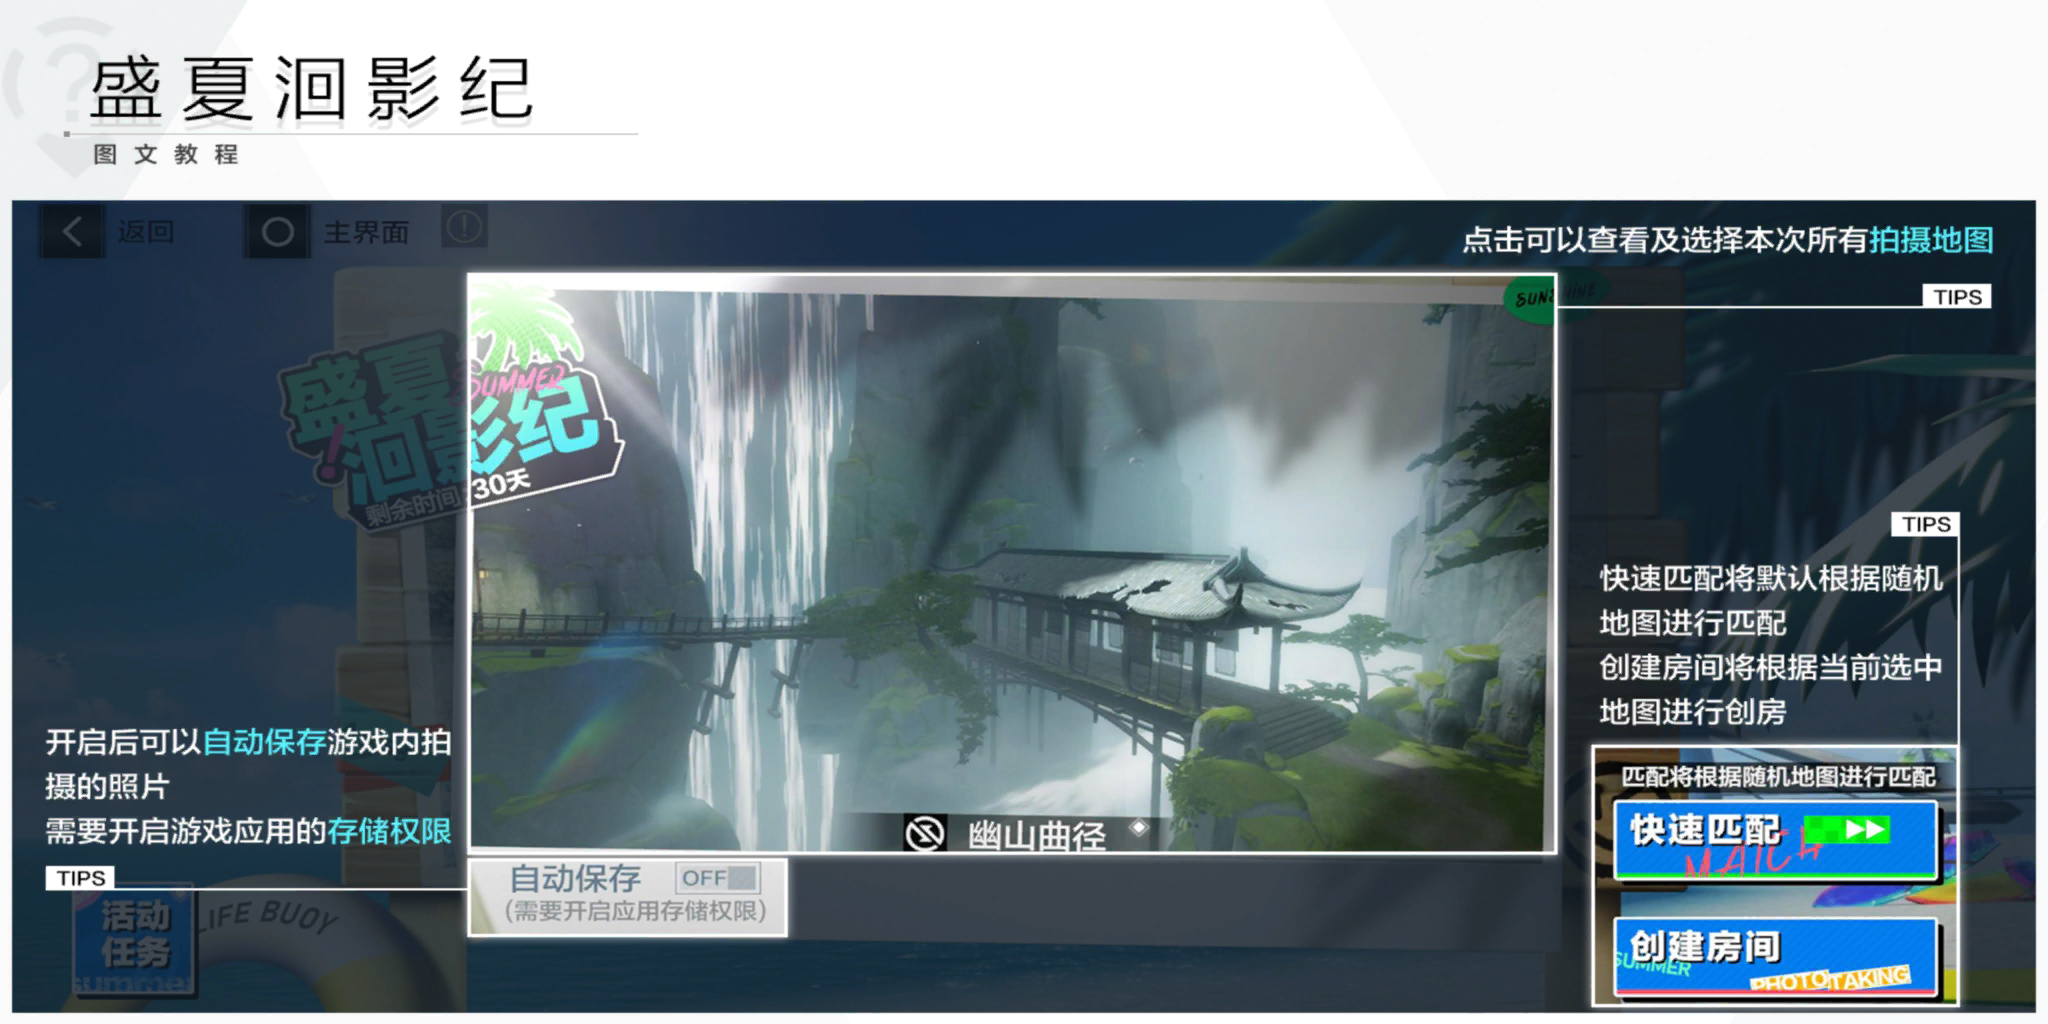 盛夏洄影纪
图文教程
返回
主界面
点击可以查看及选择本次所有拍摄地图
TIPS
SUNSHINE
SUMMER
盛夏
洄影纪
剩余时间:30天
TIPS
快速匹配将默认根据随机
地图进行匹配
创建房间将根据当前选中
地图进行创房
开启后可以自动保存游戏内拍
摄的照片
需要开启游戏应用的存储权限
TIPS
幽山曲径
自动保存 OFF
(需要开启应用存储权限)
匹配将根据随机地图进行匹配
快速匹配
MATCH
创建房间
SUMMER
PHOTO TAKING
活动
任务
summer
LIFE BUOY